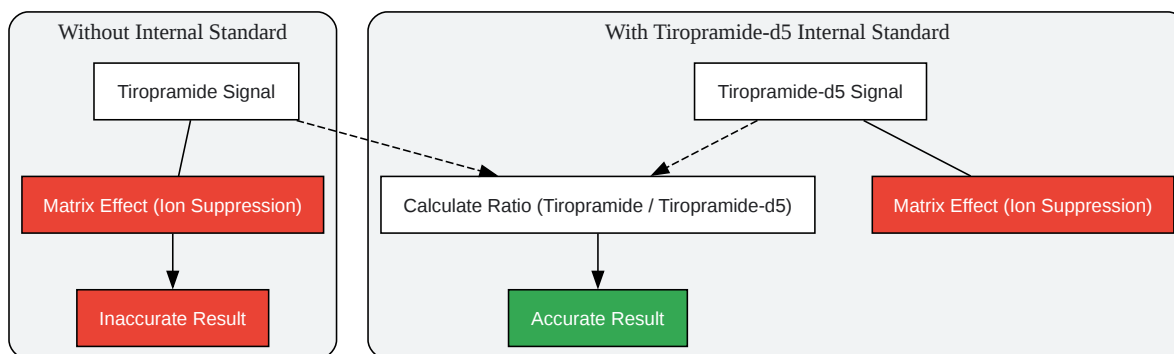 Without Internal Standard
Tiropramide Signal
Matrix Effect (Ion Suppression)
Inaccurate Result
With Tiropramide-d5 Internal Standard
Tiropramide-d5 Signal
Calculate Ratio (Tiropramide / Tiropramide-d5)
Matrix Effect (Ion Suppression)
Accurate Result